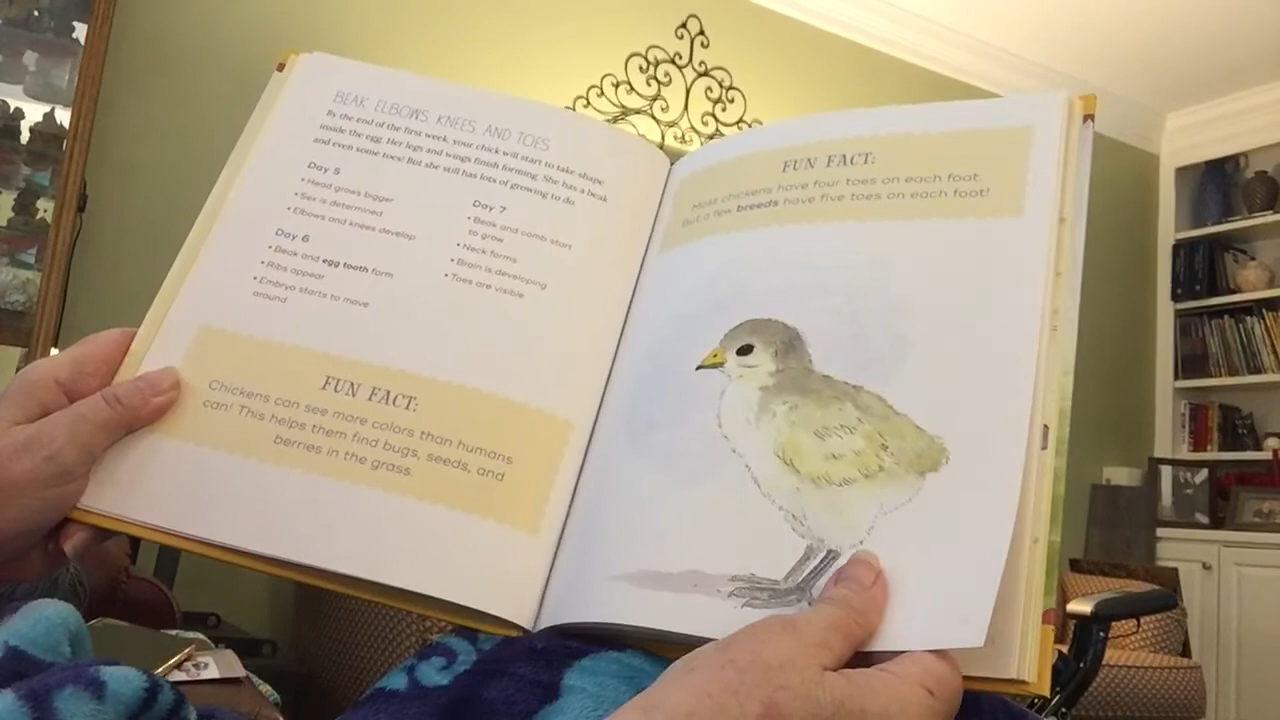 BEAK, ELBOWS, KNEES, AND TOES
By the end of the first week, your chick will start to take shape
inside the egg. Her legs and wings finish forming. She has a beak
and even some toes! But she still has lots of growing to do.
Day 5
• Head grows bigger
• Sex is determined
• Elbows and knees develop
Day 6
• Beak and egg tooth form
• Ribs appear
• Embryo starts to move
around
Day 7
• Beak and comb start
to grow
• Neck forms
• Brain is developing
• Toes are visible
FUN FACT:
Chickens can see more colors than humans
can! This helps them find bugs, seeds, and
berries in the grass.
FUN FACT:
Most chickens have four toes on each foot.
But a few breeds have five toes on each foot!